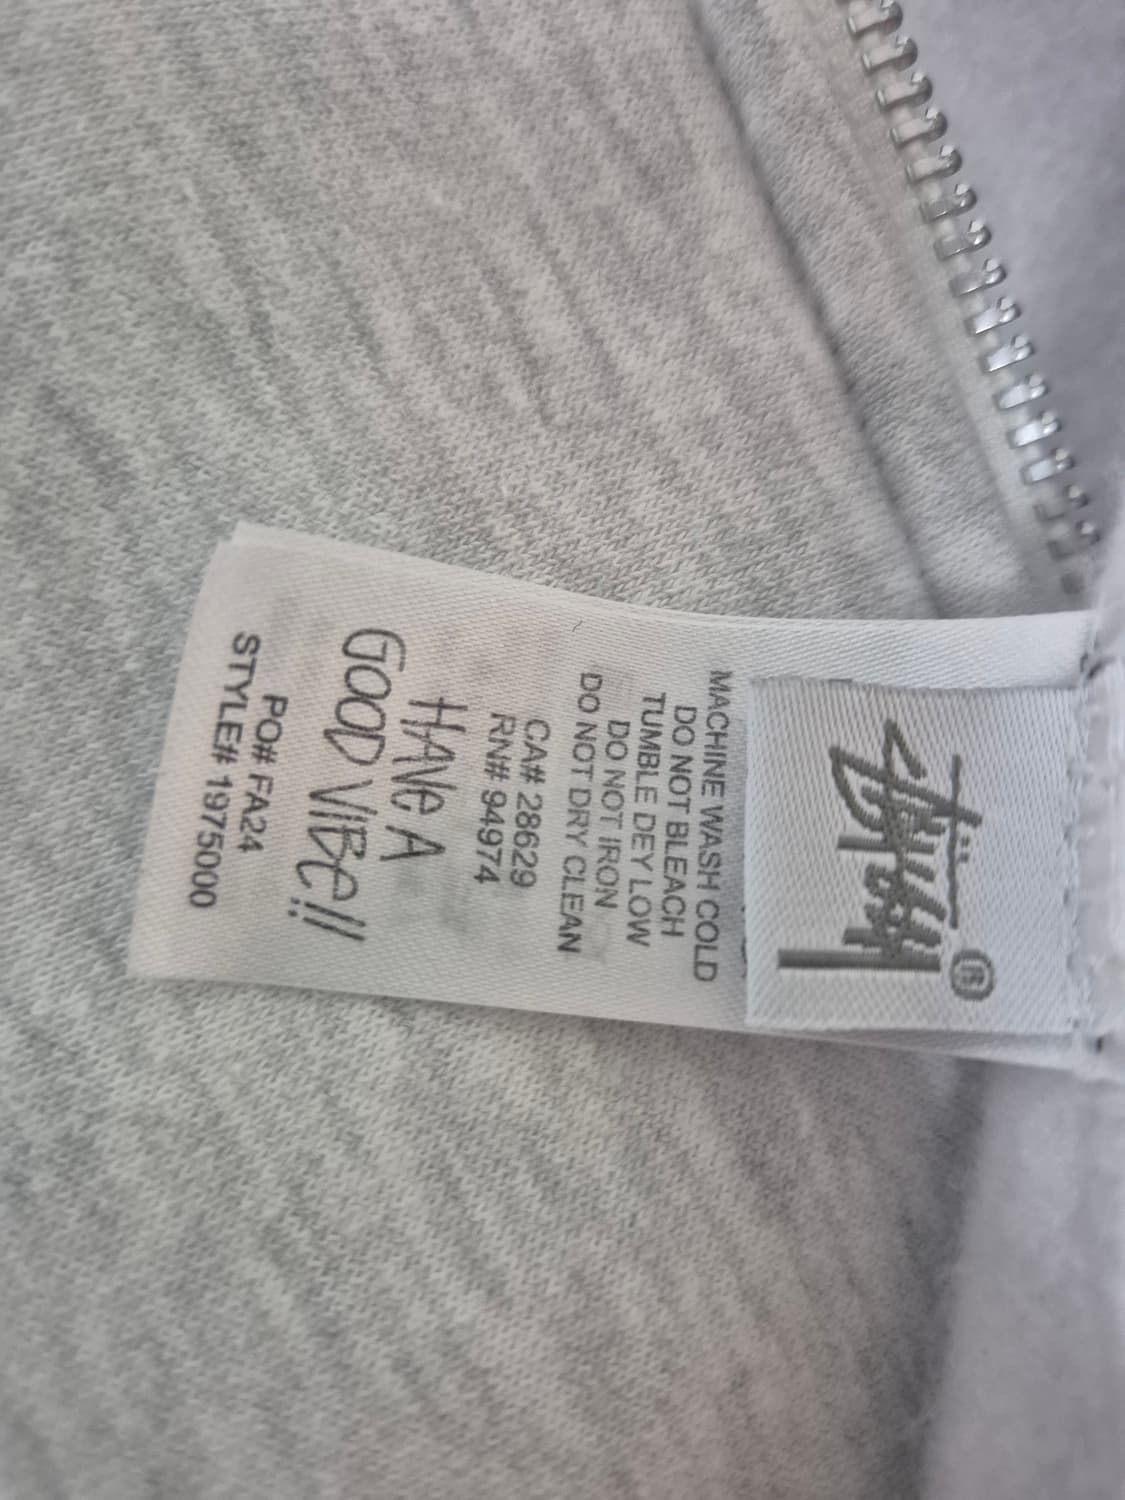 Stüssy®
MACHINE WASH COLD
DO NOT BLEACH
TUMBLE DEY LOW
DO NOT IRON
DO NOT DRY CLEAN
CA# 28629
RN# 94974
HAVe A
GOOD ViBe!!
PO# FA24
STYLE# 19750000